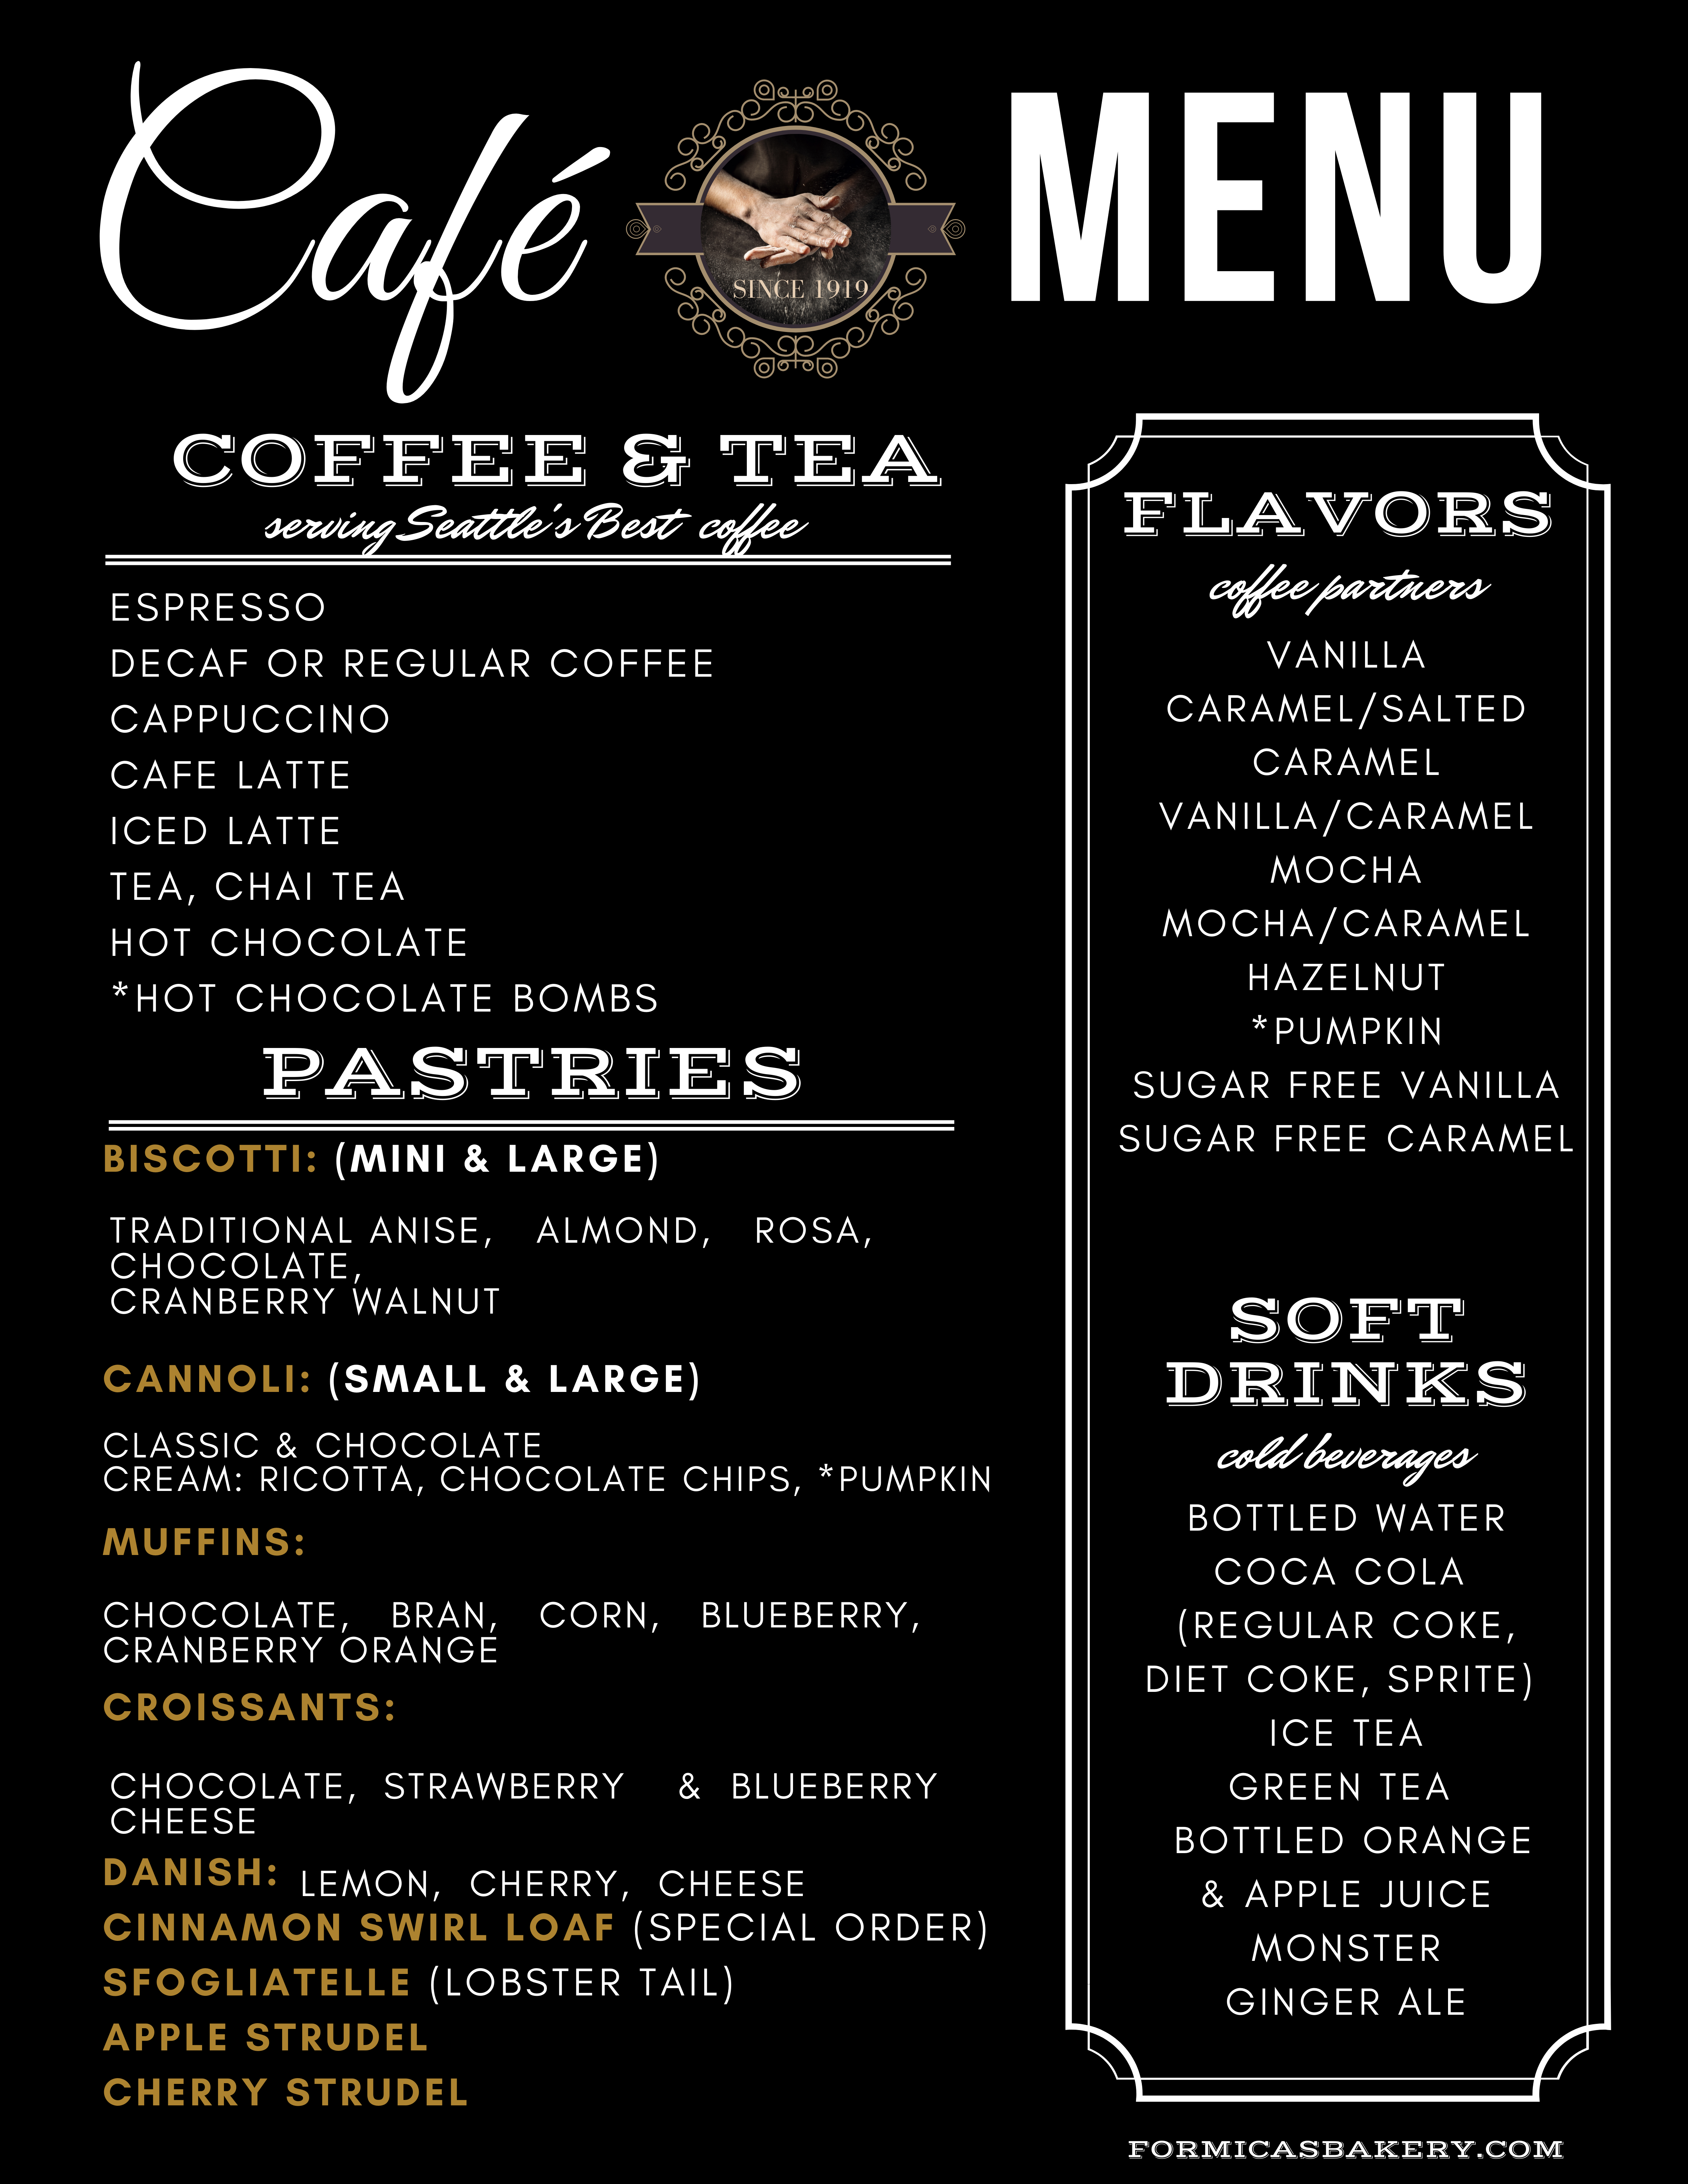 Café
SINCE 1919
MENU
COFFEE & TEA
serving Seattle's Best coffee
ESPRESSO
DECAF OR REGULAR COFFEE
CAPPUCCINO
CAFE LATTE
ICED LATTE
TEA, CHAI TEA
HOT CHOCOLATE
*HOT CHOCOLATE BOMBS
PASTRIES
BISCOTTI: (MINI & LARGE)
TRADITIONAL ANISE, ALMOND, ROSA,
CHOCOLATE,
CRANBERRY WALNUT
CANNOLI: (SMALL & LARGE)
CLASSIC & CHOCOLATE
CREAM: RICOTTA, CHOCOLATE CHIPS, *PUMPKIN
MUFFINS:
CHOCOLATE, BRAN, CORN, BLUEBERRY,
CRANBERRY ORANGE
CROISSANTS:
CHOCOLATE, STRAWBERRY & BLUEBERRY
CHEESE
DANISH: LEMON, CHERRY, CHEESE
CINNAMON SWIRL LOAF (SPECIAL ORDER)
SFOGLIATELLE (LOBSTER TAIL)
APPLE STRUDEL
CHERRY STRUDEL
FLAVORS
coffee partners
VANILLA
CARAMEL/SALTED
CARAMEL
VANILLA/CARAMEL
MOCHA
MOCHA/CARAMEL
HAZELNUT
*PUMPKIN
SUGAR FREE VANILLA
SUGAR FREE CARAMEL
SOFT
DRINKS
cold beverages
BOTTLED WATER
COCA COLA
(REGULAR COKE,
DIET COKE, SPRITE)
ICE TEA
GREEN TEA
BOTTLED ORANGE
& APPLE JUICE
MONSTER
GINGER ALE
FORMICASBAKERY.COM